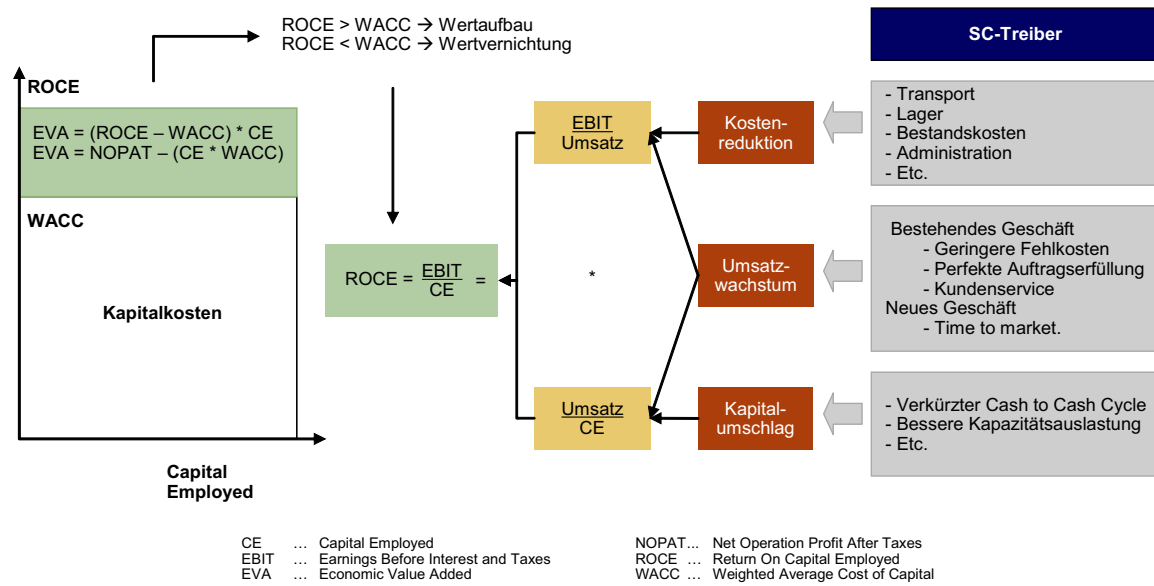 ROCE > WACC → Wertaufbau
ROCE < WACC → Wertvernichtung
ROCE
EVA = (ROCE – WACC) * CE
EVA = NOPAT – (CE * WACC)
WACC
Kapitalkosten
Capital
Employed
ROCE = EBIT
CE
=
EBIT
Umsatz
*
Umsatz
CE
Kosten-
reduktion
Umsatz-
wachstum
Kapital-
umschlag
SC-Treiber
- Transport
- Lager
- Bestandskosten
- Administration
- Etc.
Bestehendes Geschäft
- Geringere Fehlkosten
- Perfekte Auftragserfüllung
- Kundenservice
Neues Geschäft
- Time to market.
- Verkürzter Cash to Cash Cycle
- Bessere Kapazitätsauslastung
- Etc.
CE … Capital Employed
EBIT … Earnings Before Interest and Taxes
EVA … Economic Value Added
NOPAT… Net Operation Profit After Taxes
ROCE … Return On Capital Employed
WACC … Weighted Average Cost of Capital